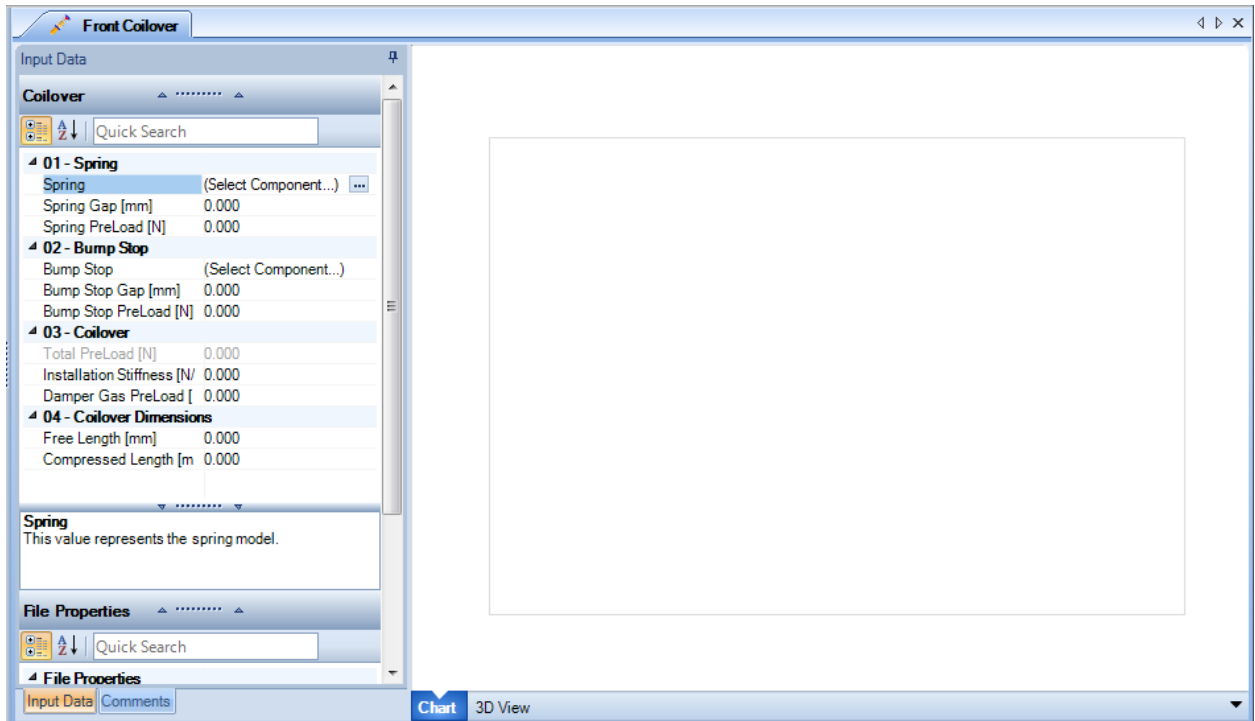 Front Coilover
Input Data
Coilover
Quick Search
01 - Spring
Spring (Select Component...) ...
Spring Gap [mm] 0.000
Spring PreLoad [N] 0.000
02 - Bump Stop
Bump Stop (Select Component...)
Bump Stop Gap [mm] 0.000
Bump Stop PreLoad [N] 0.000
03 - Coilover
Total PreLoad [N] 0.000
Installation Stiffness [N/ 0.000
Damper Gas PreLoad [ 0.000
04 - Coilover Dimensions
Free Length [mm] 0.000
Compressed Length [m 0.000
Spring
This value represents the spring model.
File Properties
Quick Search
File Properties
Input Data Comments
Chart 3D View